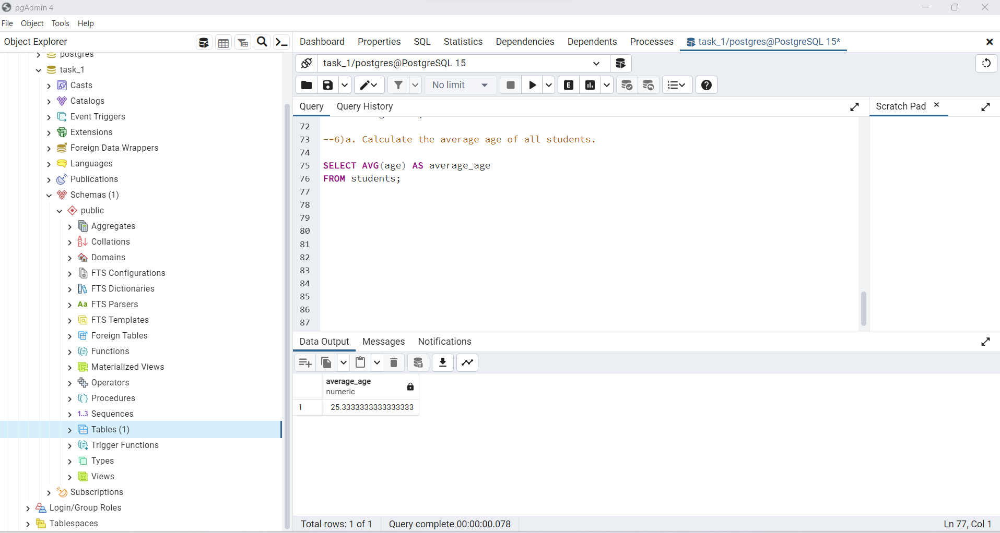 pgAdmin 4
File Object Tools Help
Object Explorer
postgres
task_1
Casts
Catalogs
Event Triggers
Extensions
Foreign Data Wrappers
Languages
Publications
Schemas (1)
public
Aggregates
Collations
Domains
FTS Configurations
FTS Dictionaries
Aa FTS Parsers
FTS Templates
Foreign Tables
Functions
Materialized Views
Operators
Procedures
1..3 Sequences
Tables (1)
Trigger Functions
Types
Views
Subscriptions
Login/Group Roles
Tablespaces
Dashboard Properties SQL Statistics Dependencies Dependents Processes task_1/postgres@PostgreSQL 15*
task_1/postgres@PostgreSQL 15
No limit E
Query Query History
Scratch Pad
72
73 --6)a. Calculate the average age of all students.
74
75 SELECT AVG(age) AS average_age
76 FROM students;
77
78
79
80
81
82
83
84
85
86
87
Data Output Messages Notifications
average_age
numeric
1 25.3333333333333333
Total rows: 1 of 1 Query complete 00:00:00.078 Ln 77, Col 1